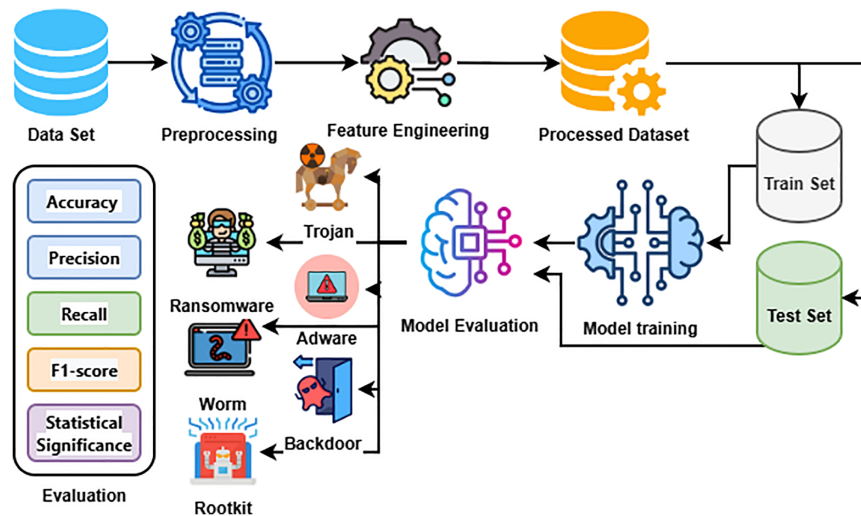 Data Set
Preprocessing
Feature Engineering
Processed Dataset
Train Set
Test Set
Model training
Model Evaluation
Trojan
Ransomware
Adware
Worm
Backdoor
Rootkit
Accuracy
Precision
Recall
F1-score
Statistical
Significance
Evaluation